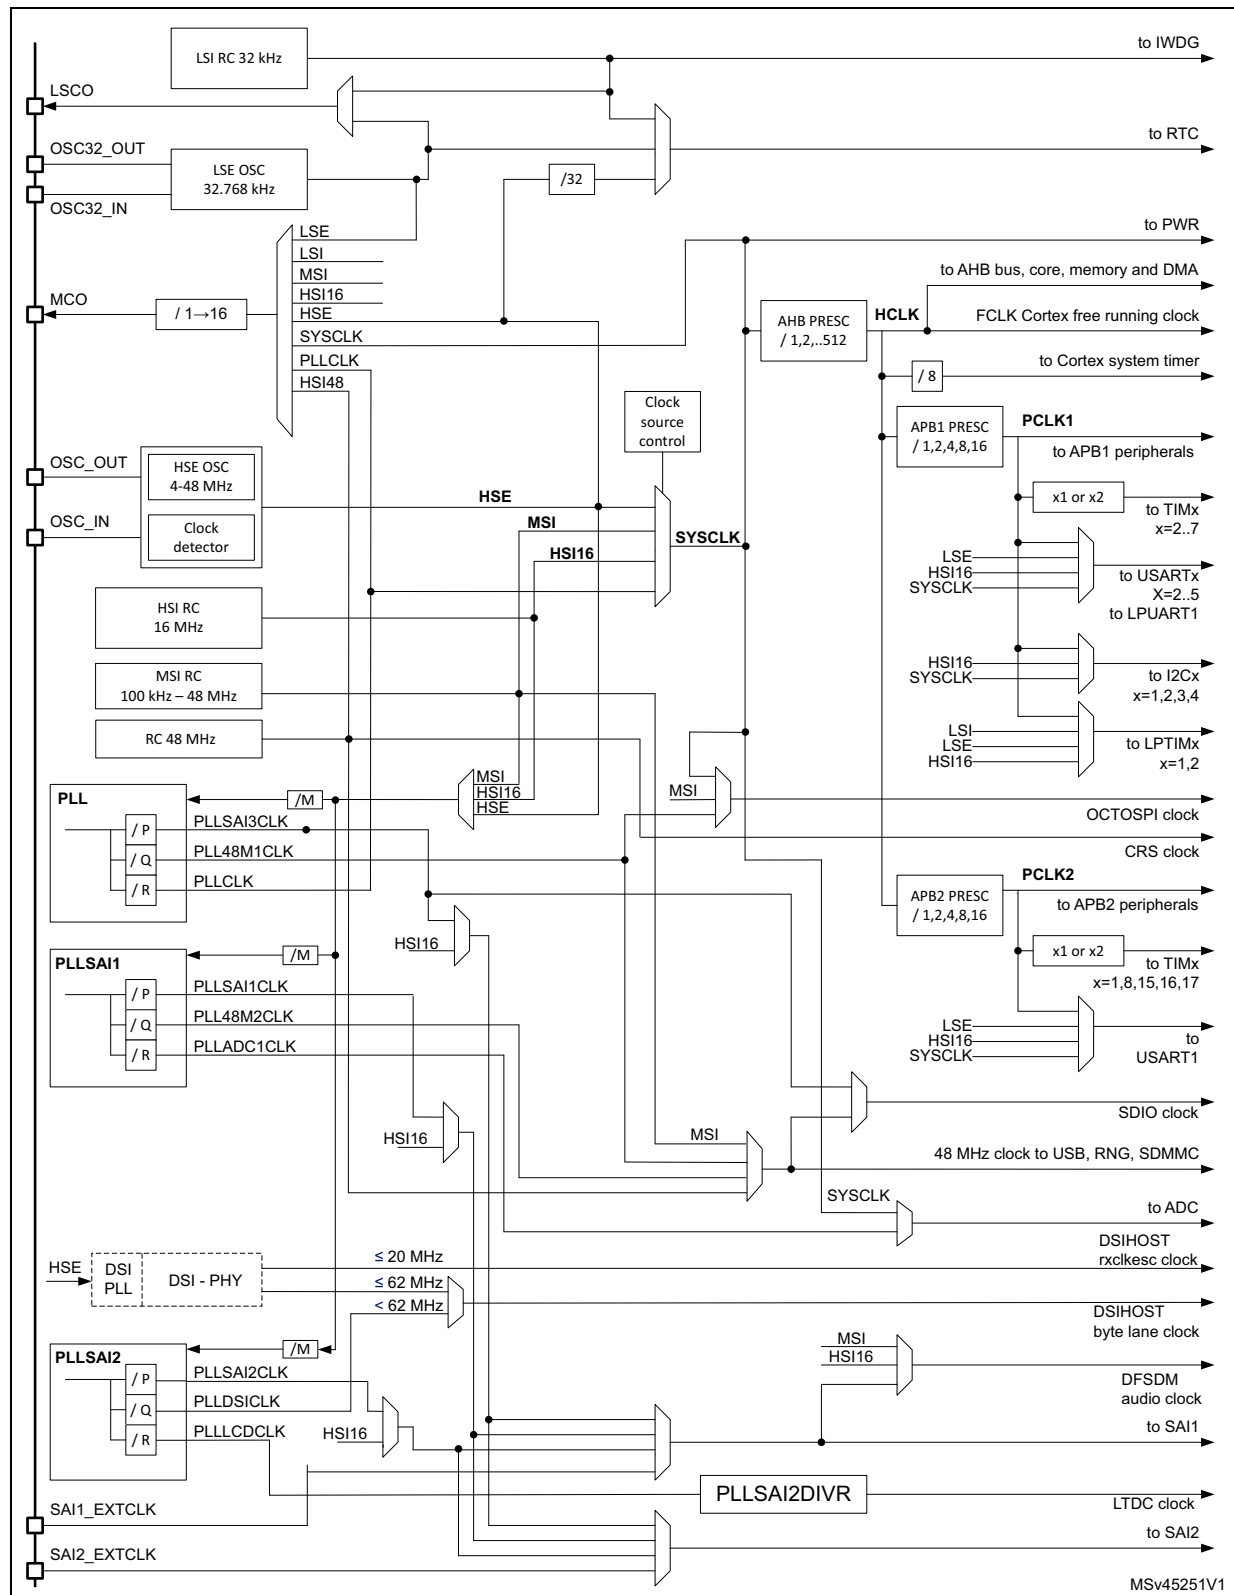 LSI RC 32 kHz
to IWDG
LSCO
to RTC
OSC32_OUT
LSE OSC
32.768 kHz
/32
OSC32_IN
LSE
LSI
MSI
HSI16
HSE
SYSCLK
PLLCLK
HSI48
MCO
/ 1→16
to PWR
to AHB bus, core, memory and DMA
AHB PRESC
/ 1,2,..512
HCLK
FCLK Cortex free running clock
/ 8
to Cortex system timer
Clock
source
control
APB1 PRESC
/ 1,2,4,8,16
PCLK1
to APB1 peripherals
x1 or x2
to TIMx
x=2..7
OSC_OUT
HSE OSC
4-48 MHz
OSC_IN
Clock
detector
HSE
MSI
HSI16
SYSCLK
LSE
HSI16
SYSCLK
to USARTx
X=2..5
to LPUART1
HSI RC
16 MHz
MSI RC
100 kHz – 48 MHz
RC 48 MHz
HSI16
SYSCLK
to I2Cx
x=1,2,3,4
LSI
LSE
HSI16
to LPTIMx
x=1,2
MSI
HSI16
HSE
MSI
OCTOSPI clock
CRS clock
PLL
/M
/ P
PLLSAI3CLK
/ Q
PLL48M1CLK
/ R
PLLCLK
HSI16
APB2 PRESC
/ 1,2,4,8,16
PCLK2
to APB2 peripherals
x1 or x2
to TIMx
x=1,8,15,16,17
LSE
HSI16
SYSCLK
to
USART1
PLLSAI1
/M
/ P
PLLSAI1CLK
/ Q
PLL48M2CLK
/ R
PLLADC1CLK
HSI16
MSI
SDIO clock
48 MHz clock to USB, RNG, SDMMC
SYSCLK
to ADC
HSE
DSI
PLL
DSI - PHY
≤ 20 MHz
≤ 62 MHz
< 62 MHz
DSIHOST
rxclkesc clock
DSIHOST
byte lane clock
PLLSAI2
/M
/ P
PLLSAI2CLK
/ Q
PLLDSICLK
/ R
PLLLCDCLK
HSI16
MSI
HSI16
DFSDM
audio clock
to SAI1
PLLSAI2DIVR
LTDC clock
SAI1_EXTCLK
to SAI2
SAI2_EXTCLK
MSv45251V1